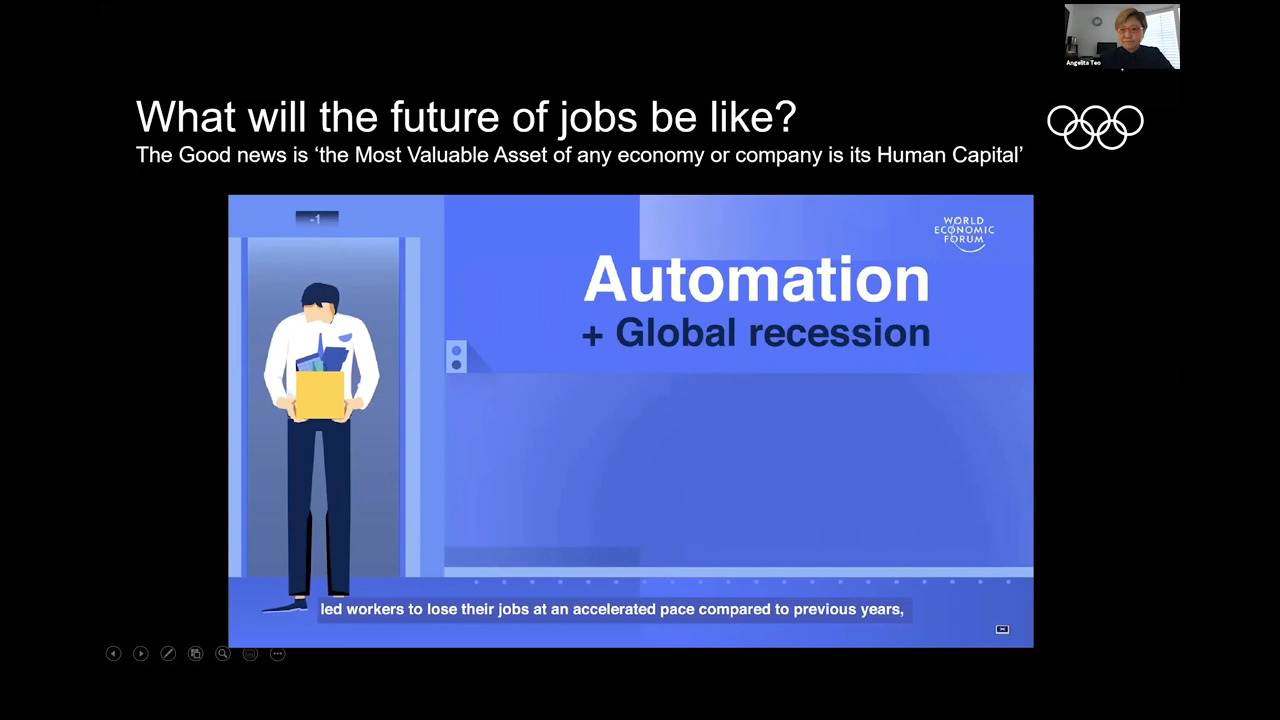 Angelita Teo
What will the future of jobs be like?
The Good news is ‘the Most Valuable Asset of any economy or company is its Human Capital’
-1
WORLD
ECONOMIC
FORUM
Automation
+ Global recession
led workers to lose their jobs at an accelerated pace compared to previous years,